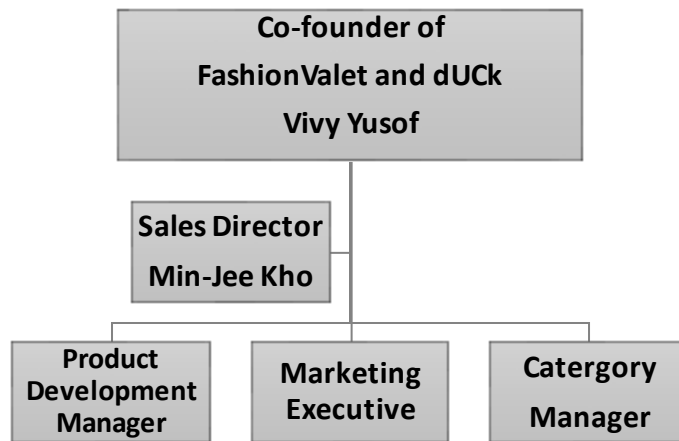 Co-founder of
FashionValet and dUCk
Vivy Yusof
Sales Director
Min-Jee Kho
Product
Development
Manager
Marketing
Executive
Catergory
Manager